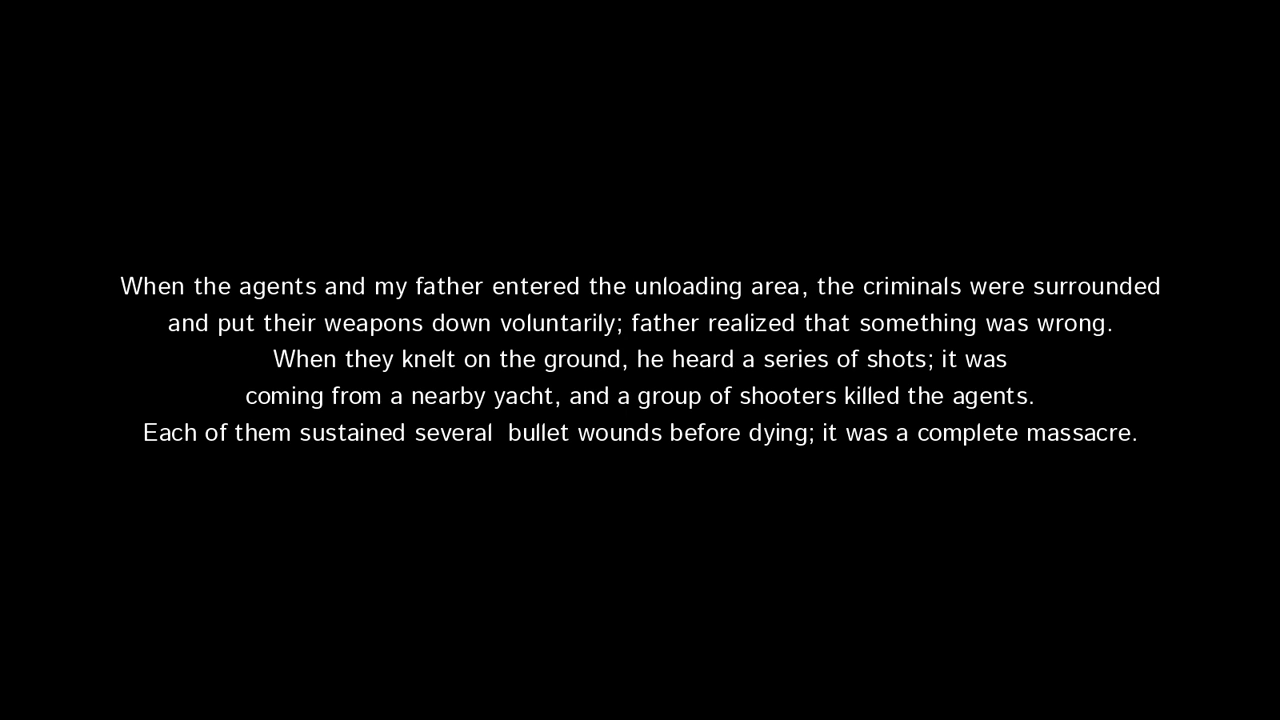 When the agents and my father entered the unloading area, the criminals were surrounded
and put their weapons down voluntarily; father realized that something was wrong.
When they knelt on the ground, he heard a series of shots; it was
coming from a nearby yacht, and a group of shooters killed the agents.
Each of them sustained several  bullet wounds before dying; it was a complete massacre.